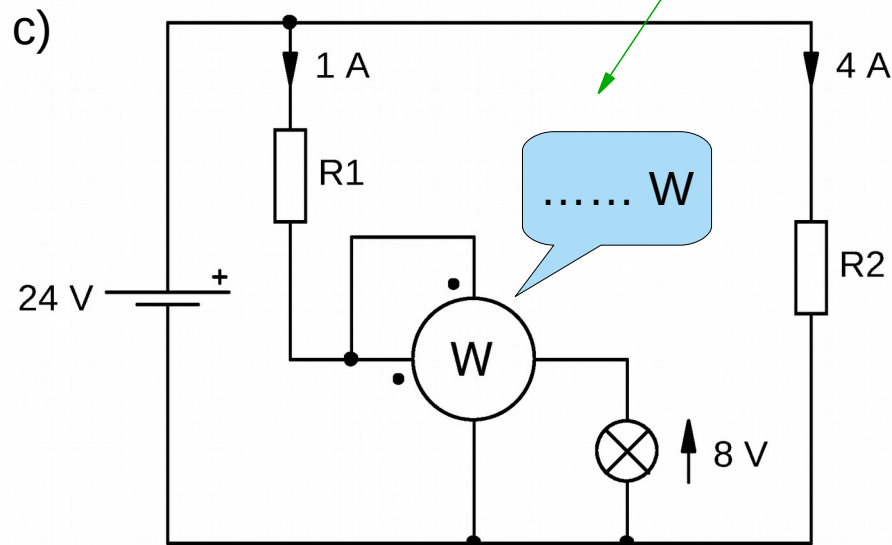 c)
1 A
4 A
R1
...... W
R2
+
24 V
W
8 V